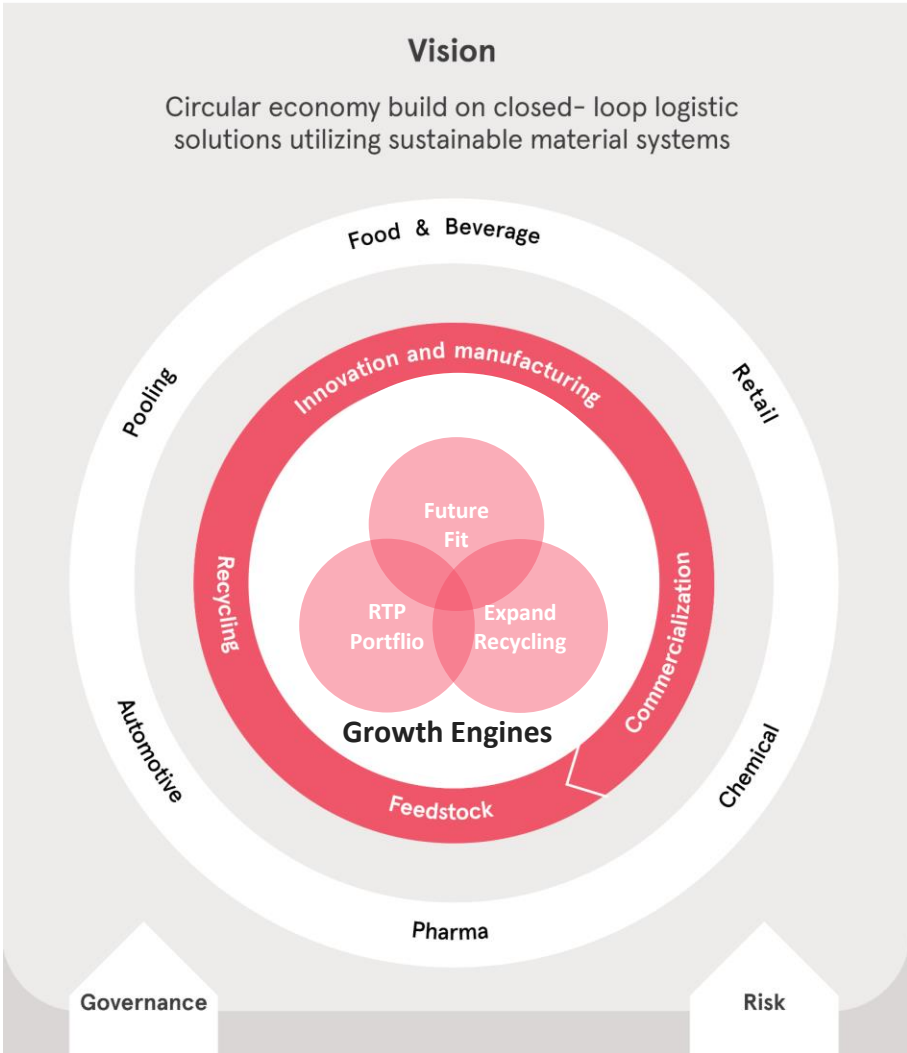 Vision
Circular economy build on closed- loop logistic
solutions utilizing sustainable material systems
Food & Beverage
Pooling
Retail
Innovation and manufacturing
Recycling
Commercialization
Future
Fit
RTP
Portflio
Expand
Recycling
Growth Engines
Feedstock
Automotive
Chemical
Pharma
Governance
Risk